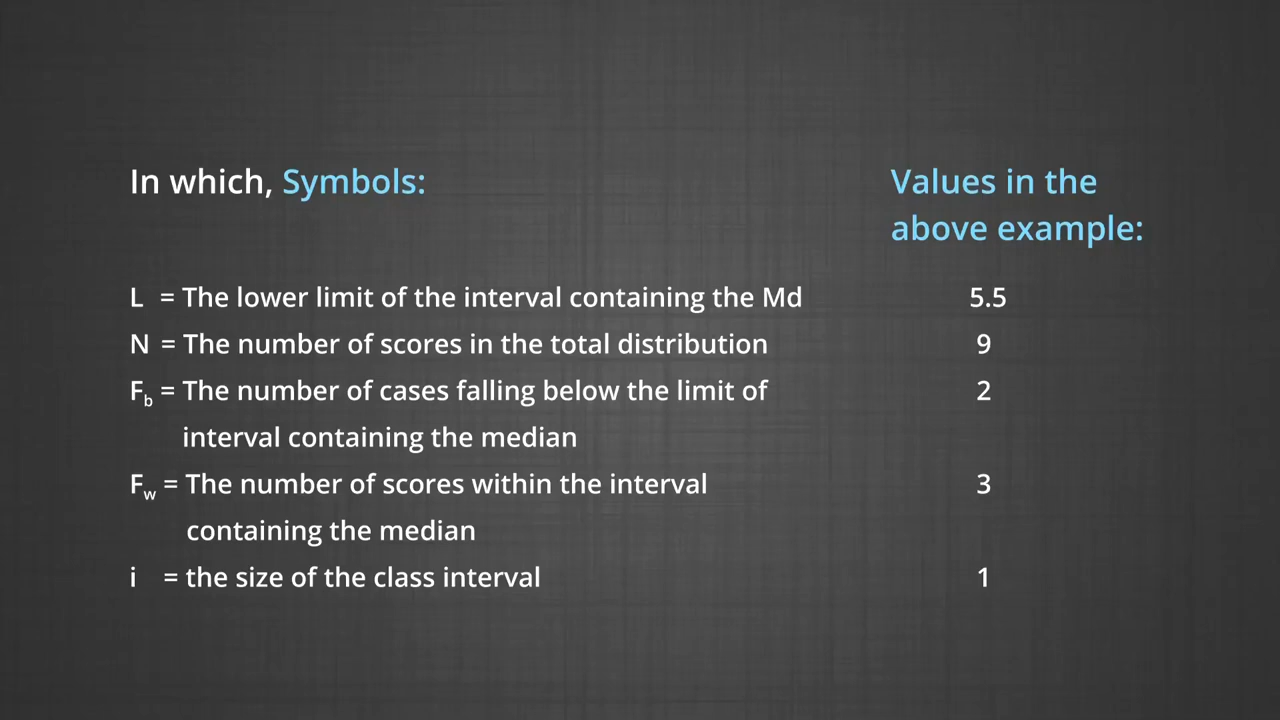 In which, Symbols:
Values in the
above example:
L = The lower limit of the interval containing the Md 5.5
N = The number of scores in the total distribution 9
F_b = The number of cases falling below the limit of 2
interval containing the median
F_w = The number of scores within the interval 3
containing the median
i = the size of the class interval 1